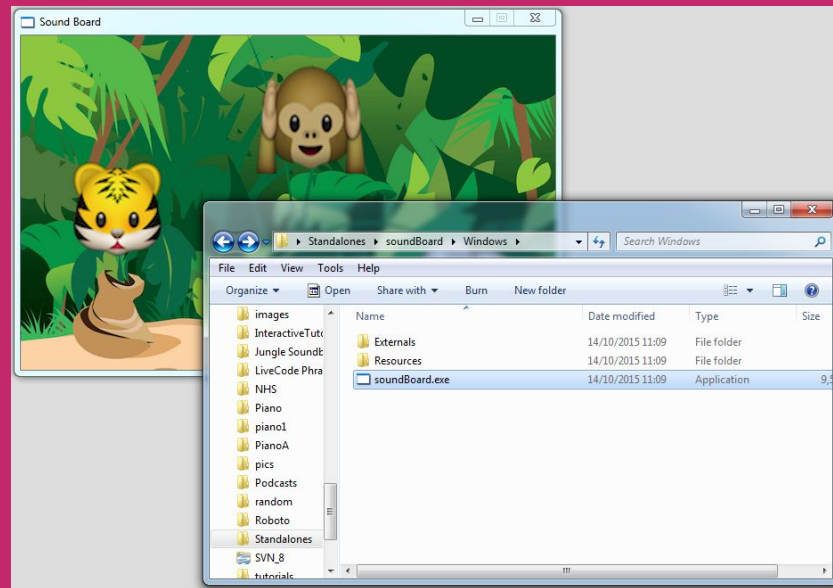 Sound Board
Standalones soundBoard Windows
Search Windows
File Edit View Tools Help
Organize Open Share with Burn New folder
images
InteractiveTuto
Jungle Soundb
LiveCode Phra
NHS
Piano
piano1
PianoA
pics
Podcasts
random
Roboto
Standalones
SVN_8
tutorials
Name Date modified Type Size
Externals 14/10/2015 11:09 File folder
Resources 14/10/2015 11:09 File folder
soundBoard.exe 14/10/2015 11:09 Application 9,5